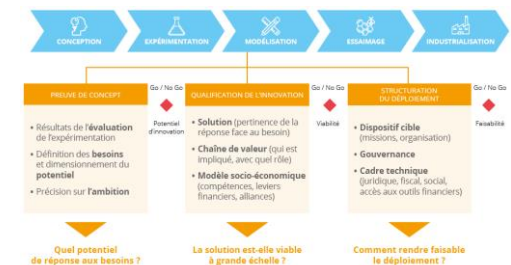 CONCEPTION
EXPÉRIMENTATION
MODÉLISATION
ESSAIMAGE
INDUSTRIALISATION
PREUVE DE CONCEPT
• Résultats de l'évaluation
de l'expérimentation
• Définition des besoins
et dimensionnement du
potentiel
• Précision sur l'ambition
Quel potentiel
de réponse aux besoins ?
Go / No Go
Potentiel
d'innovation
QUALIFICATION DE L'INNOVATION
• Solution (pertinence de la
réponse face au besoin)
• Chaîne de valeur (qui est
impliqué, avec quel rôle)
• Modèle socio-économique
(compétences, leviers
financiers, alliances)
La solution est-elle viable
à grande échelle ?
Go / No Go
Viabilité
STRUCTURATION
DU DÉPLOIEMENT
• Dispositif cible
(missions, organisation)
• Gouvernance
• Cadre technique
(juridique, fiscal, social,
accès aux outils financiers)
Comment rendre faisable
le déploiement ?
Go / No Go
Faisabilité